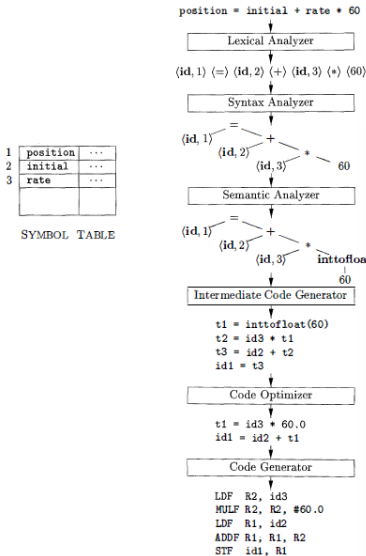 position = initial + rate * 60
Lexical Analyzer
⟨id, 1⟩ ⟨=⟩ ⟨id, 2⟩ ⟨+⟩ ⟨id, 3⟩ ⟨*⟩ ⟨60⟩
Syntax Analyzer
=
⟨id, 1⟩ +
⟨id, 2⟩ *
⟨id, 3⟩ 60
1 position ...
2 initial ...
3 rate ...
SYMBOL TABLE
Semantic Analyzer
=
⟨id, 1⟩ +
⟨id, 2⟩ *
⟨id, 3⟩ inttofloat
60
Intermediate Code Generator
t1 = inttofloat(60)
t2 = id3 * t1
t3 = id2 + t2
id1 = t3
Code Optimizer
t1 = id3 * 60.0
id1 = id2 + t1
Code Generator
LDF R2, id3
MULF R2, R2, #60.0
LDF R1, id2
ADDF R1, R1, R2
STF id1, R1